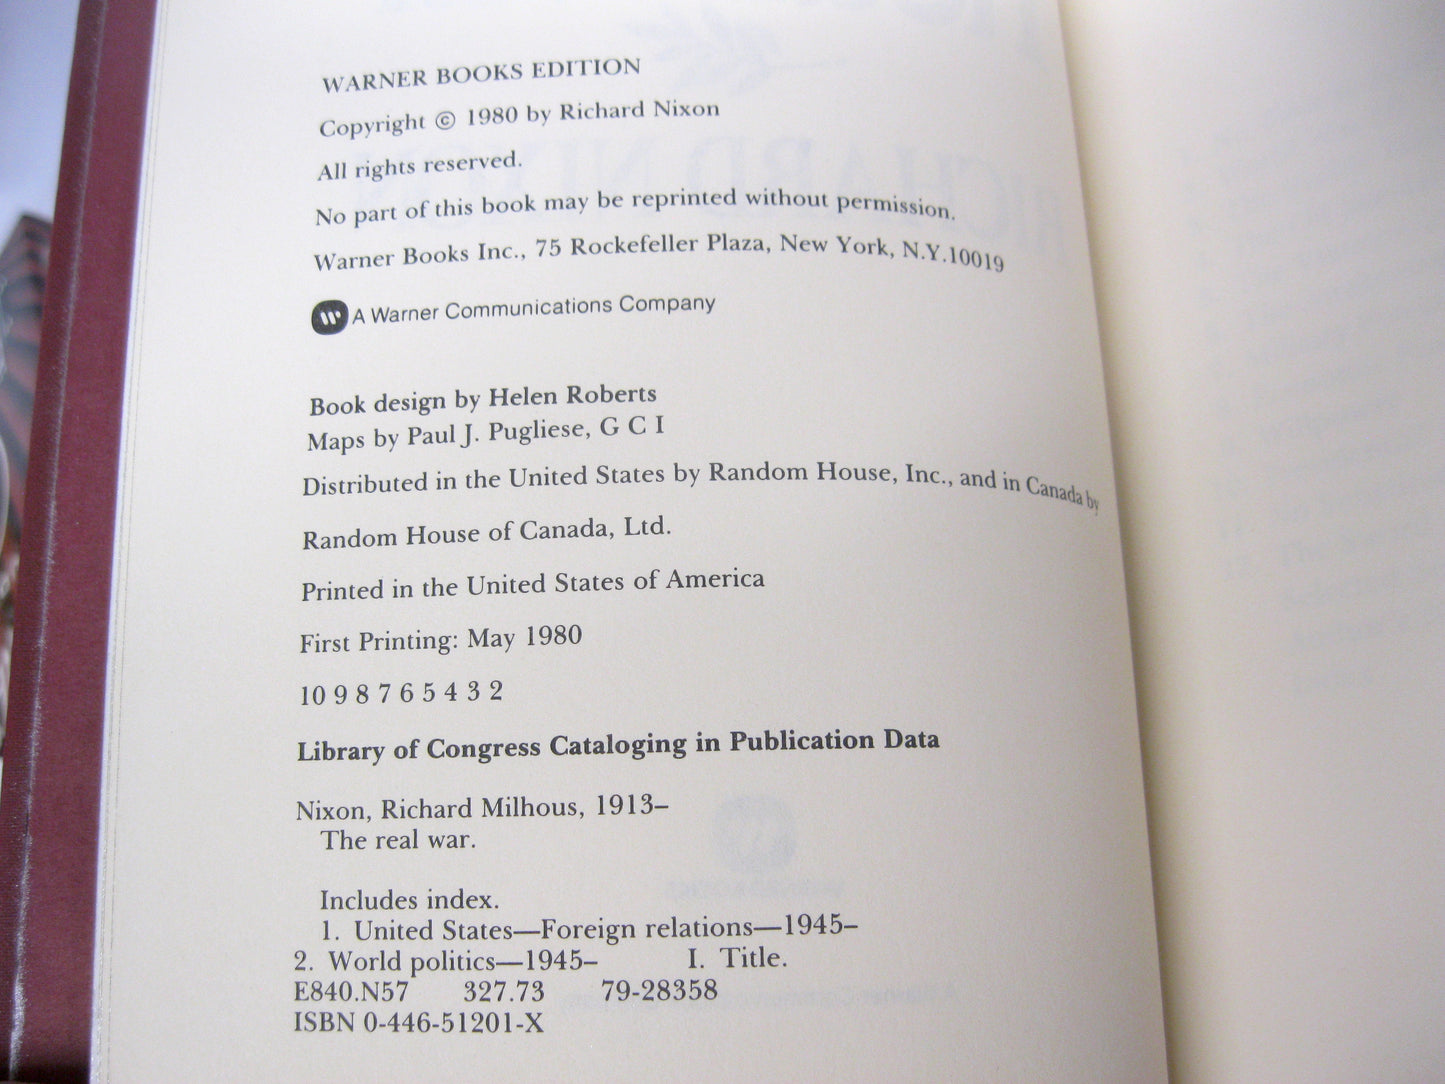 WARNER BOOKS EDITION
Copyright © 1980 by Richard Nixon
All rights reserved.
No part of this book may be reprinted without permission.
Warner Books Inc., 75 Rockefeller Plaza, New York, N.Y.10019
W A Warner Communications Company
Book design by Helen Roberts
Maps by Paul J. Pugliese, G C I
Distributed in the United States by Random House, Inc., and in Canada by
Random House of Canada, Ltd.
Printed in the United States of America
First Printing: May 1980
10 9 8 7 6 5 4 3 2
Library of Congress Cataloging in Publication Data
Nixon, Richard Milhous, 1913–
The real war.
Includes index.
1. United States—Foreign relations—1945–
2. World politics—1945– I. Title.
E840.N57 327.73 79-28358
ISBN 0-446-51201-X